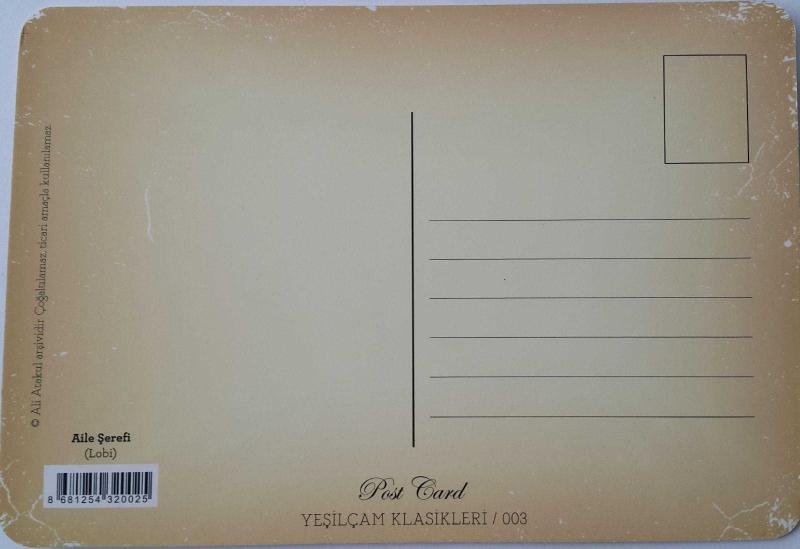 © Ali Atakul arşividir. Çoğaltılamaz, ticari amaçla kullanılamaz.
Aile Şerefi
(Lobi)
8 681254 320025
Post Card
YEŞİLÇAM KLASİKLERİ / 003